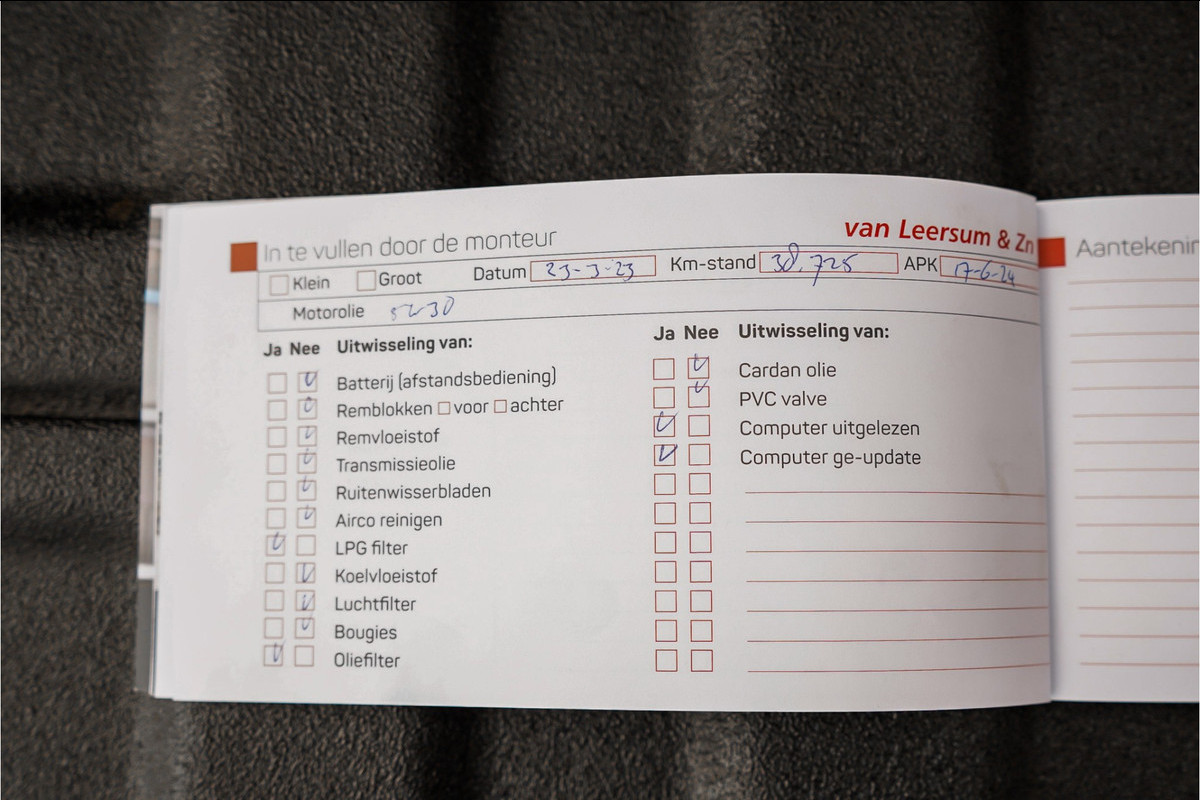 van Leersum & Zn
In te vullen door de monteur
Klein Groot Datum 23-3-23 Km-stand 38.725 APK 17-6-24
Motorolie 5W30
Ja Nee Uitwisseling van:
Batterij (afstandsbediening)
Remblokken voor achter
Remvloeistof
Transmissieolie
Ruitenwisserbladen
Airco reinigen
LPG filter
Koelvloeistof
Luchtfilter
Bougies
Oliefilter
Ja Nee Uitwisseling van:
Cardan olie
PVC valve
Computer uitgelezen
Computer ge-update
Aantekenin